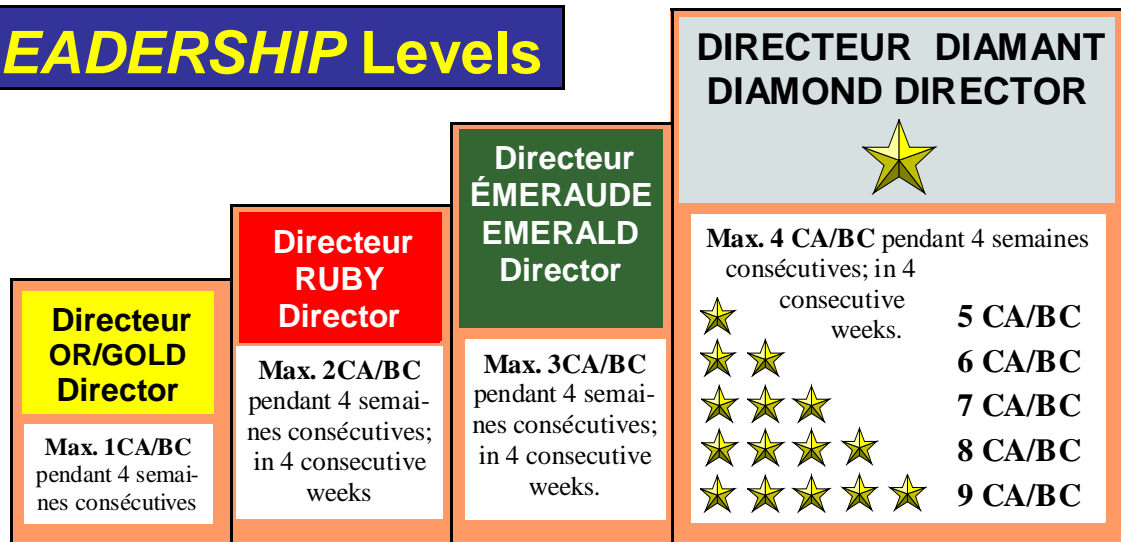 EADERSHIP Levels
DIRECTEUR DIAMANT
DIAMOND DIRECTOR
Max. 4 CA/BC pendant 4 semaines
consécutives; in 4
consecutive
weeks.
5 CA/BC
6 CA/BC
7 CA/BC
8 CA/BC
9 CA/BC
Directeur
ÉMERAUDE
EMERALD
Director
Max. 3CA/BC
pendant 4 semai-
nes consécutives;
in 4 consecutive
weeks.
Directeur
RUBY
Director
Max. 2CA/BC
pendant 4 semai-
nes consécutives;
in 4 consecutive
weeks
Directeur
OR/GOLD
Director
Max. 1CA/BC
pendant 4 semai-
nes consécutives